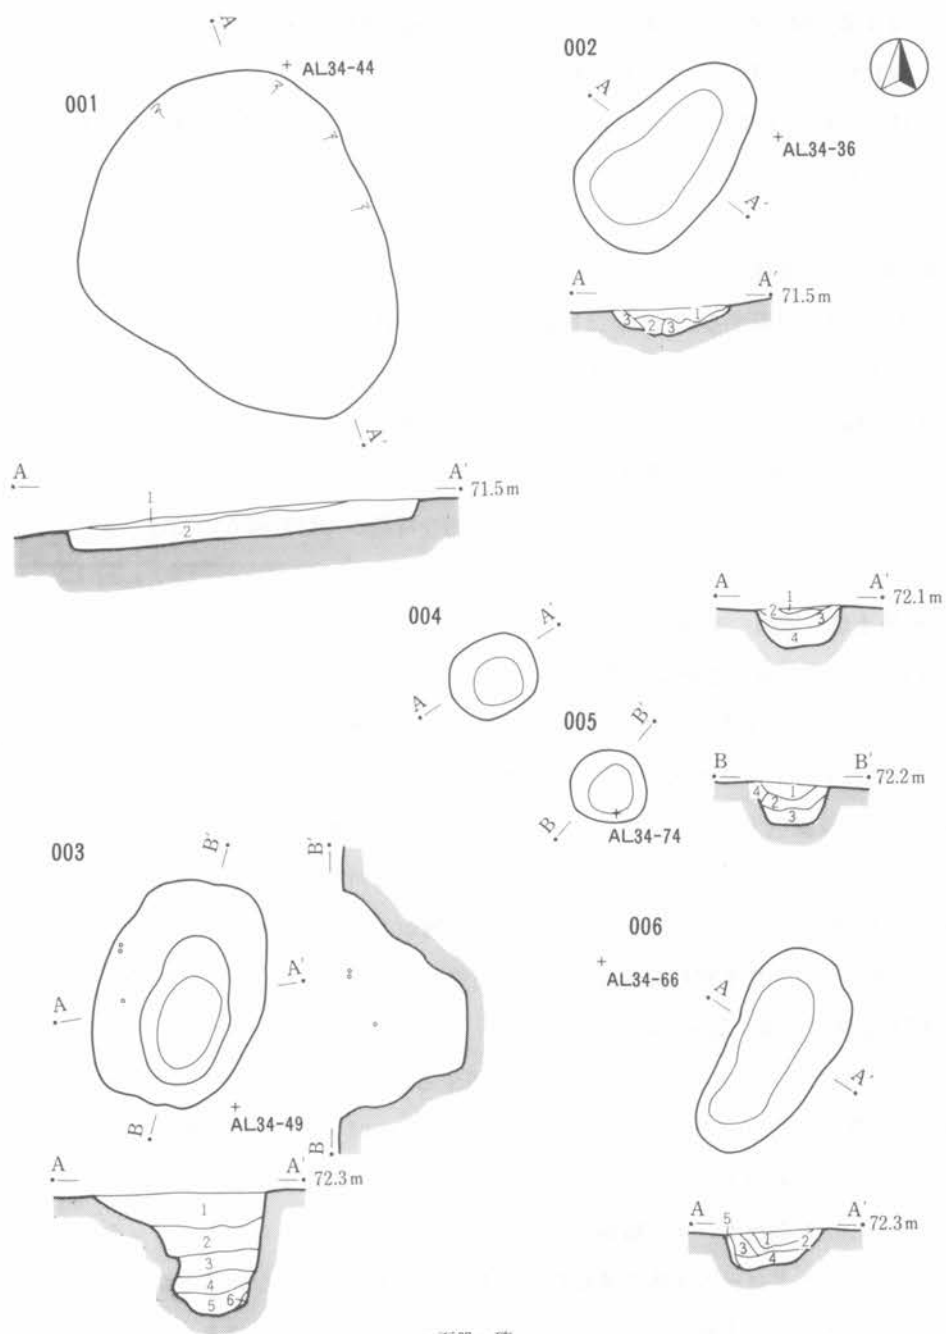 001
A
+ AL34-44
A'
A
A'
71.5m
1
2
002
A
+ AL34-36
A'
A
A'
71.5m
1
2
3
3
004
A
A'
A
A'
72.1m
1
2
3
4
005
B
B'
+ AL34-74
B
B'
72.2m
1
2
3
4
003
B'
A
A'
B
+ AL34-49
B'
B
A
A'
72.3m
1
2
3
4
5
6
006
+ AL34-66
A
A'
A
A'
72.3m
1
2
3
4
5